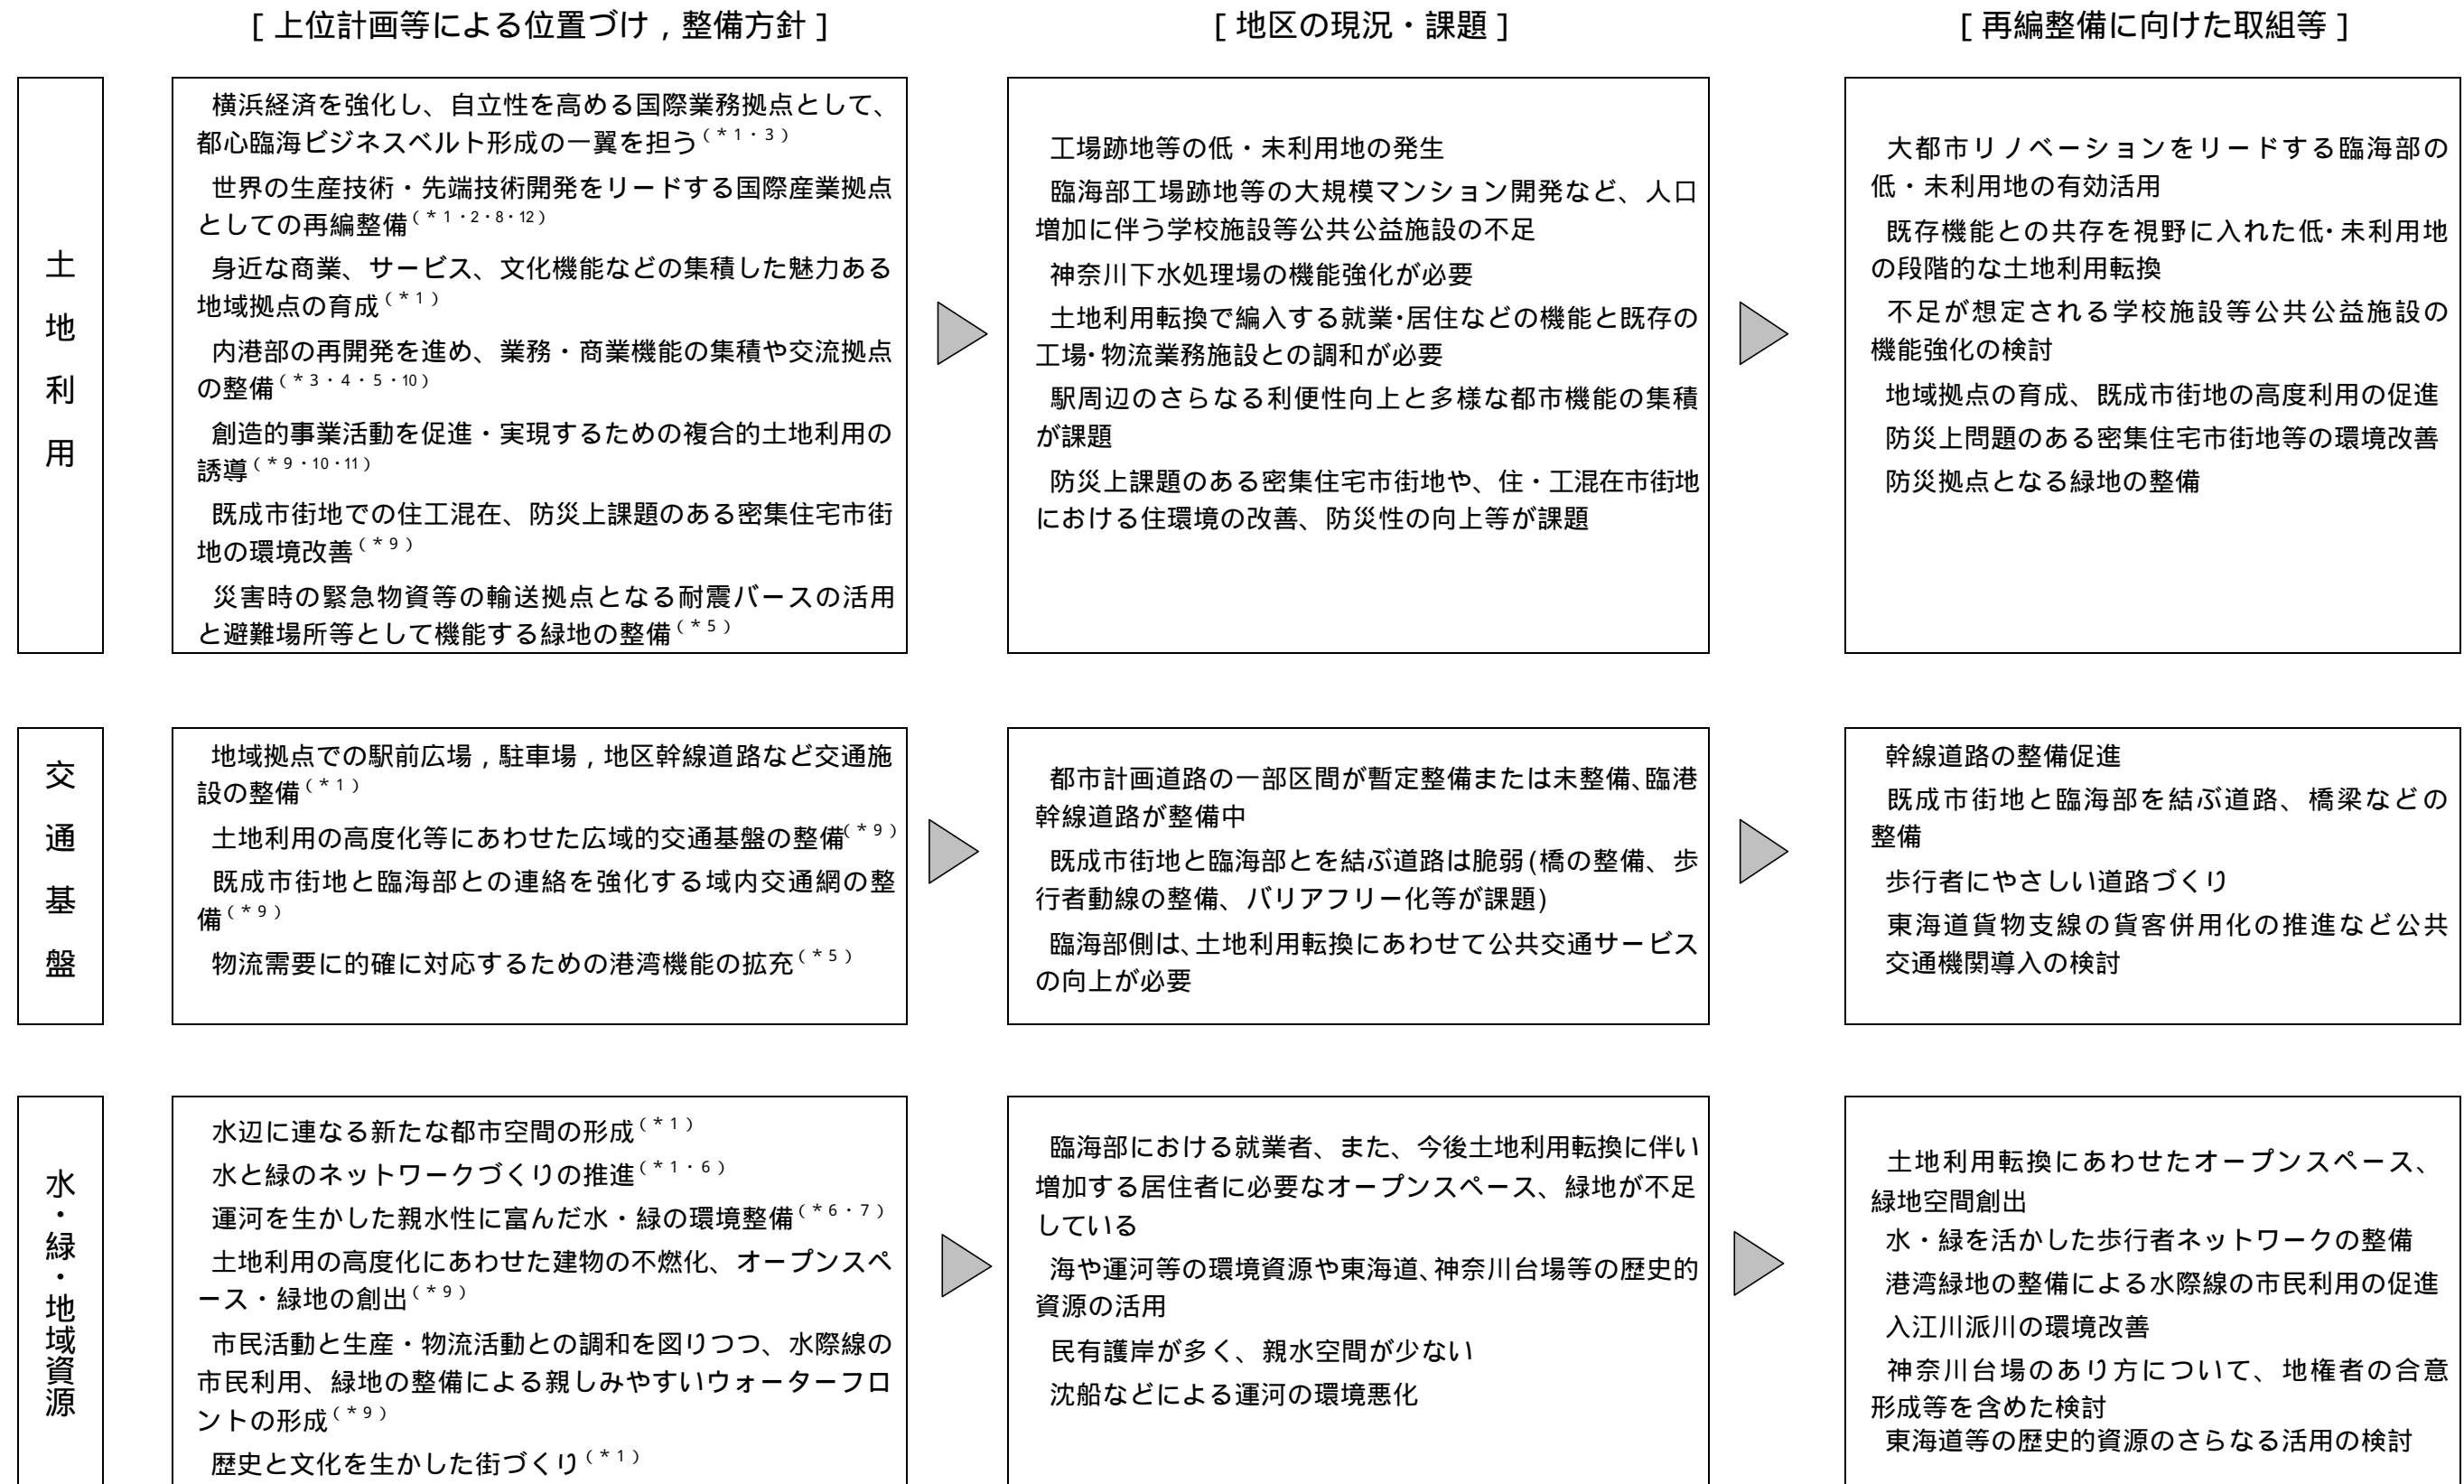 [ 上位計画等による位置づけ , 整備方針 ]
[ 地区の現況・課題 ]
[ 再編整備に向けた取組等 ]
土地利用
横浜経済を強化し、自立性を高める国際業務拠点として、
都心臨海ビジネスベルト形成の一翼を担う(*1・3)
世界の生産技術・先端技術開発をリードする国際産業拠点
としての再編整備(*1・2・8・12)
身近な商業、サービス、文化機能などの集積した魅力ある
地域拠点の育成(*1)
内港部の再開発を進め、業務・商業機能の集積や交流拠点
の整備(*3・4・5・10)
創造的事業活動を促進・実現するための複合的土地利用の
誘導(*9・10・11)
既成市街地での住工混在、防災上課題のある密集住宅市街
地の環境改善(*9)
災害時の緊急物資等の輸送拠点となる耐震バースの活用
と避難場所等として機能する緑地の整備(*5)
工場跡地等の低・未利用地の発生
臨海部工場跡地等の大規模マンション開発など、人口
増加に伴う学校施設等公共公益施設の不足
神奈川下水処理場の機能強化が必要
土地利用転換で編入する就業・居住などの機能と既存の
工場・物流業務施設との調和が必要
駅周辺のさらなる利便性向上と多様な都市機能の集積
が課題
防災上課題のある密集住宅市街地や、住・工混在市街地
における住環境の改善、防災性の向上等が課題
大都市リノベーションをリードする臨海部の
低・未利用地の有効活用
既存機能との共存を視野に入れた低・未利用地
の段階的な土地利用転換
不足が想定される学校施設等公共公益施設の
機能強化の検討
地域拠点の育成、既成市街地の高度利用の促進
防災上問題のある密集住宅市街地等の環境改善
防災拠点となる緑地の整備
交通基盤
地域拠点での駅前広場 , 駐車場 , 地区幹線道路など交通施
設の整備(*1)
土地利用の高度化等にあわせた広域的交通基盤の整備(*9)
既成市街地と臨海部との連絡を強化する域内交通網の整
備(*9)
物流需要に的確に対応するための港湾機能の拡充(*5)
都市計画道路の一部区間が暫定整備または未整備、臨港
幹線道路が整備中
既成市街地と臨海部とを結ぶ道路は脆弱(橋の整備、歩
行者動線の整備、バリアフリー化等が課題)
臨海部側は、土地利用転換にあわせて公共交通サービス
の向上が必要
幹線道路の整備促進
既成市街地と臨海部を結ぶ道路、橋梁などの
整備
歩行者にやさしい道路づくり
東海道貨物支線の貨客併用化の推進など公共
交通機関導入の検討
水・緑・地域資源
水辺に連なる新たな都市空間の形成(*1)
水と緑のネットワークづくりの推進(*1・6)
運河を生かした親水性に富んだ水・緑の環境整備(*6・7)
土地利用の高度化にあわせた建物の不燃化、オープンスペ
ース・緑地の創出(*9)
市民活動と生産・物流活動との調和を図りつつ、水際線の
市民利用、緑地の整備による親しみやすいウォーターフロ
ントの形成(*9)
歴史と文化を生かした街づくり(*1)
臨海部における就業者、また、今後土地利用転換に伴い
増加する居住者に必要なオープンスペース、緑地が不足
している
海や運河等の環境資源や東海道、神奈川台場等の歴史的
資源の活用
民有護岸が多く、親水空間が少ない
沈船などによる運河の環境悪化
土地利用転換にあわせたオープンスペース、
緑地空間創出
水・緑を活かした歩行者ネットワークの整備
港湾緑地の整備による水際線の市民利用の促進
入江川派川の環境改善
神奈川台場のあり方について、地権者の合意
形成等を含めた検討
東海道等の歴史的資源のさらなる活用の検討